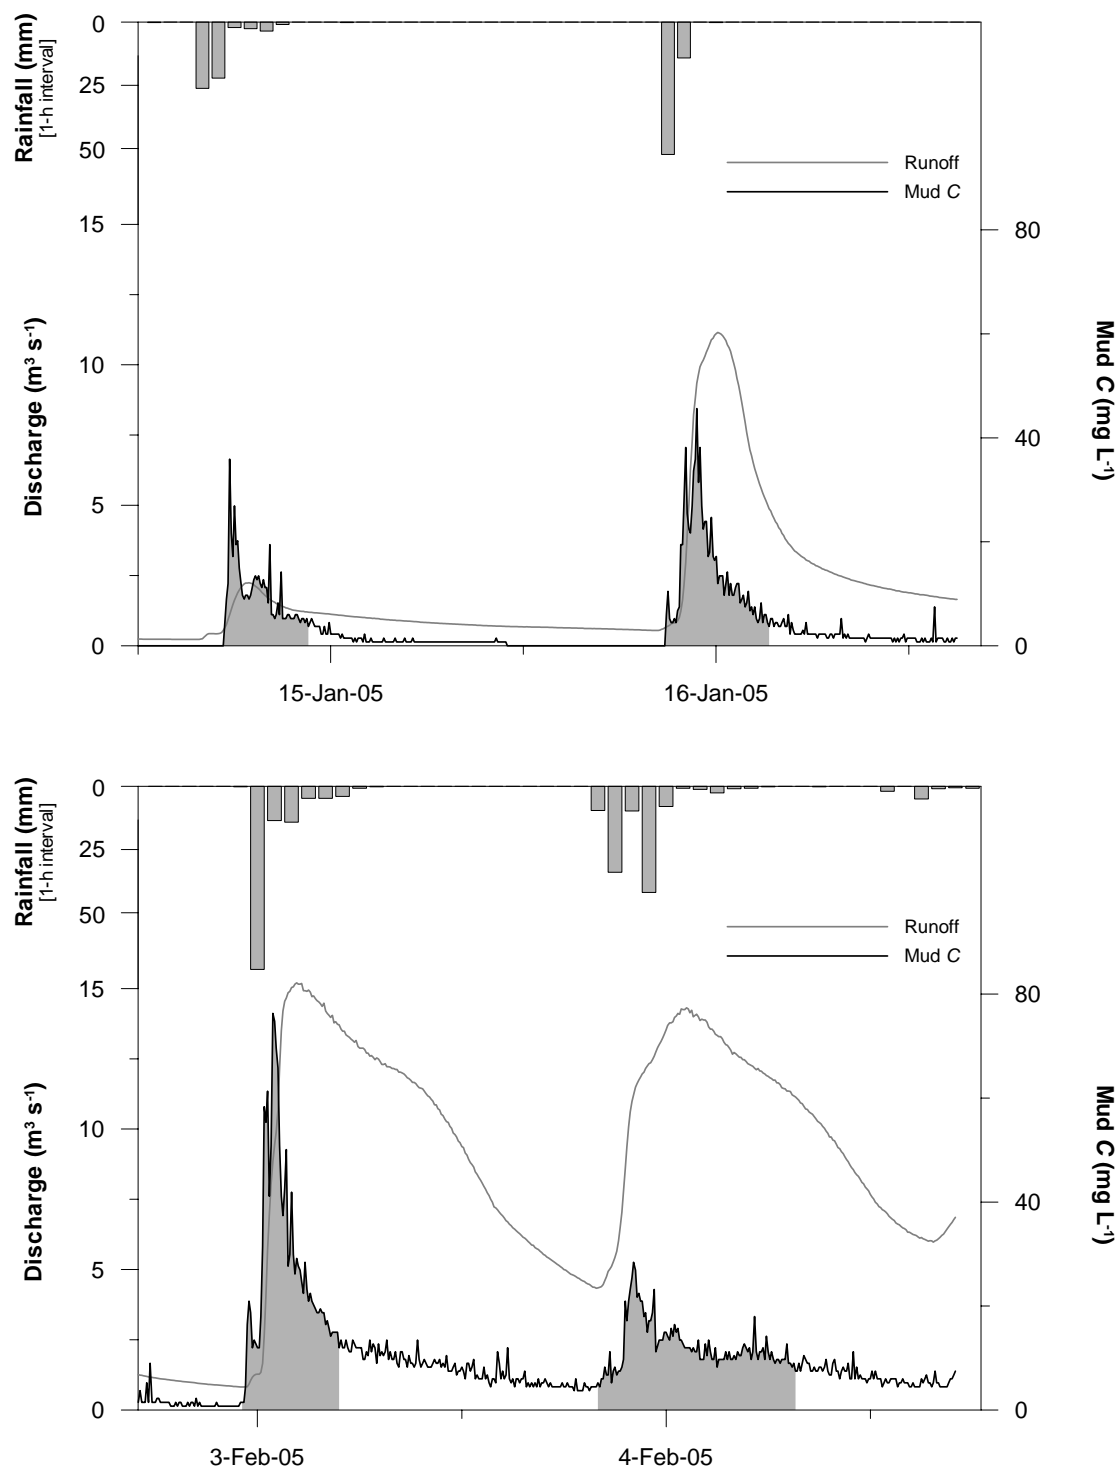 Rainfall (mm)
[1-h interval]
0
25
50
Runoff
Mud C
15
10
5
0
Discharge (m³ s⁻¹)
80
40
0
Mud C (mg L⁻¹)
15-Jan-05
16-Jan-05
Rainfall (mm)
[1-h interval]
0
25
50
Runoff
Mud C
15
10
5
0
Discharge (m³ s⁻¹)
80
40
0
Mud C (mg L⁻¹)
3-Feb-05
4-Feb-05